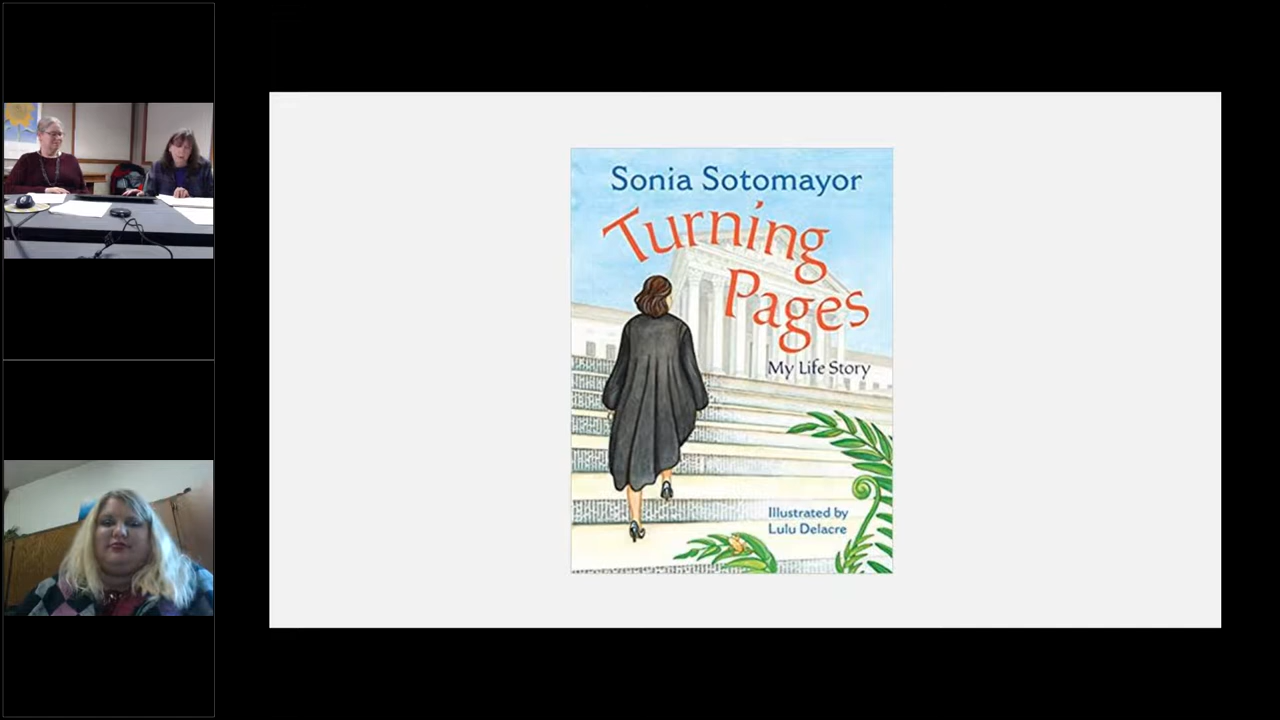 Sonia Sotomayor
Turning
Pages
My Life Story
Illustrated by
Lulu Delacre